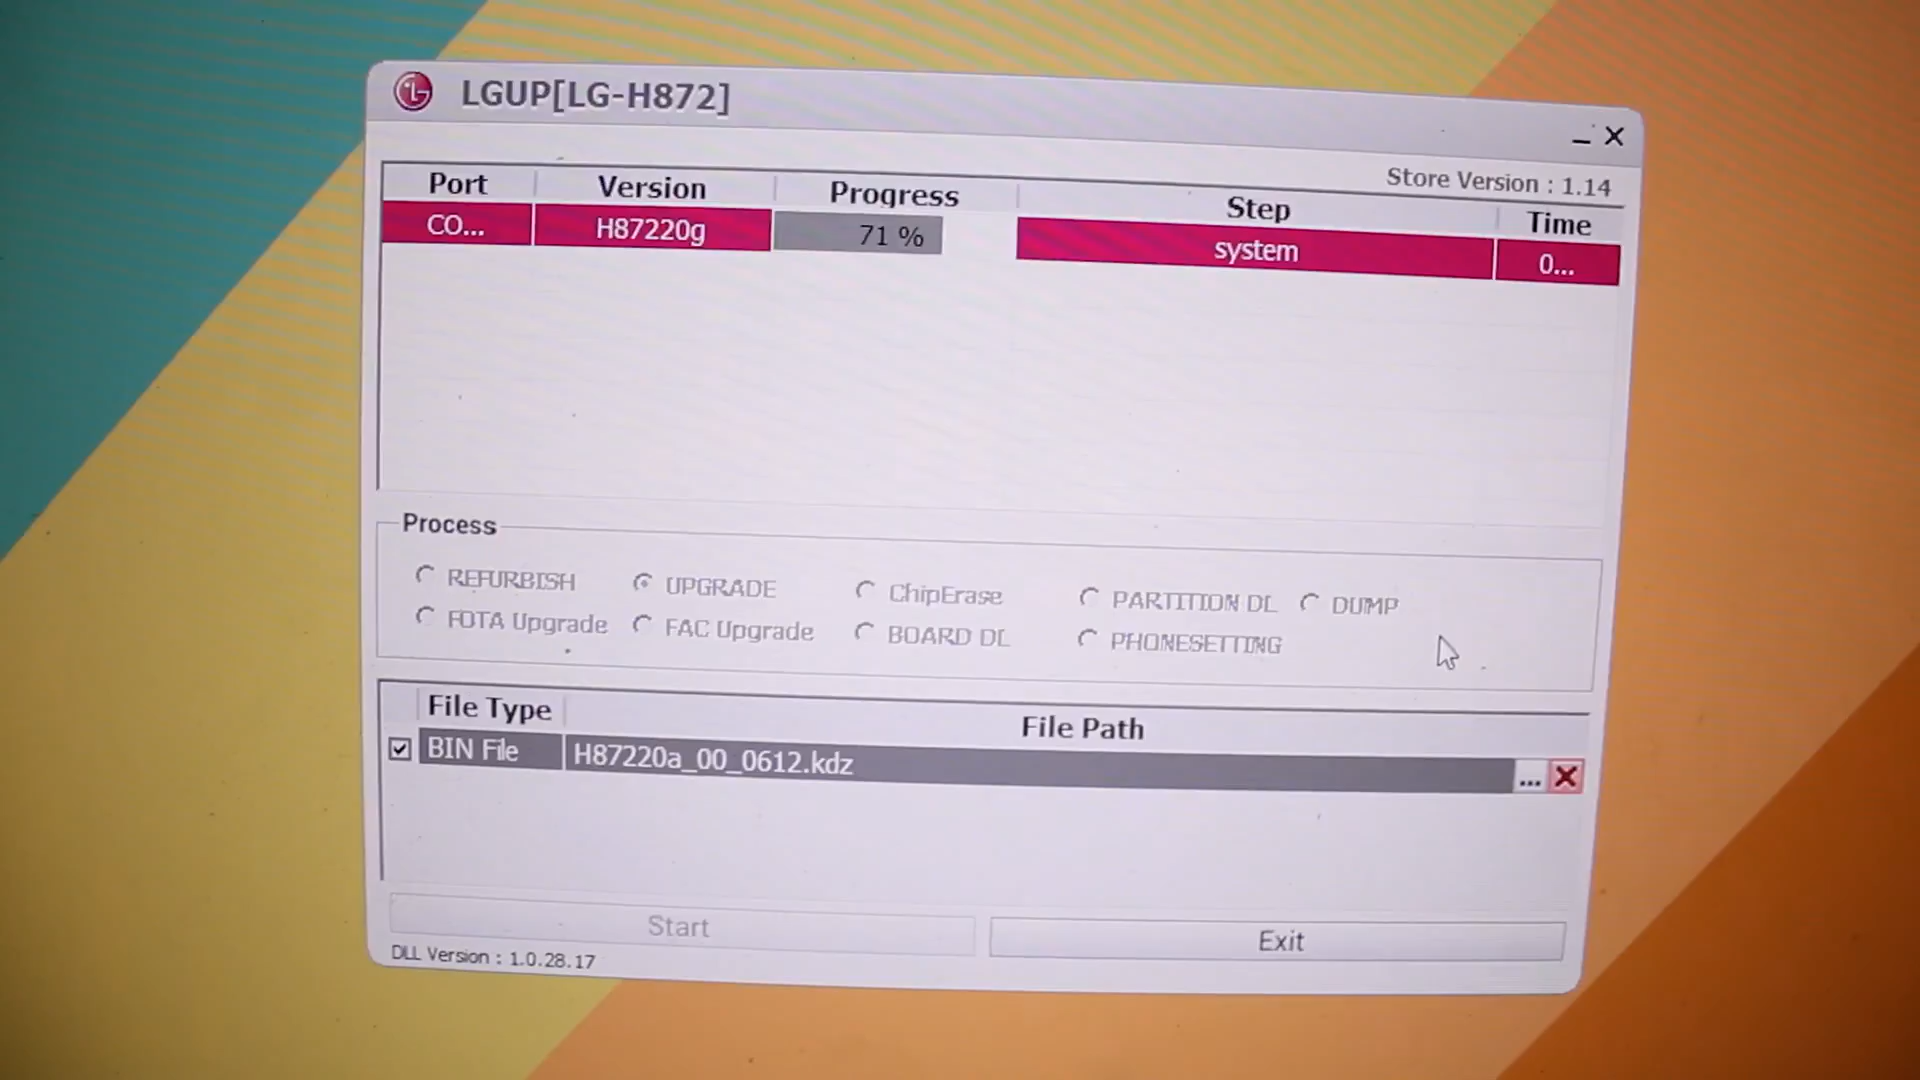 LGUP[LG-H872]
Store Version : 1.14
Port Version Progress Step Time
CO... H87220g 71 % system 0...
Process
REFURBISH UPGRADE ChipErase PARTITION DL DUMP
FOTA Upgrade FAC Upgrade BOARD DL PHONESETTING
File Type File Path
BIN File H87220a_00_0612.kdz ...
Start Exit
DLL Version : 1.0.28.17